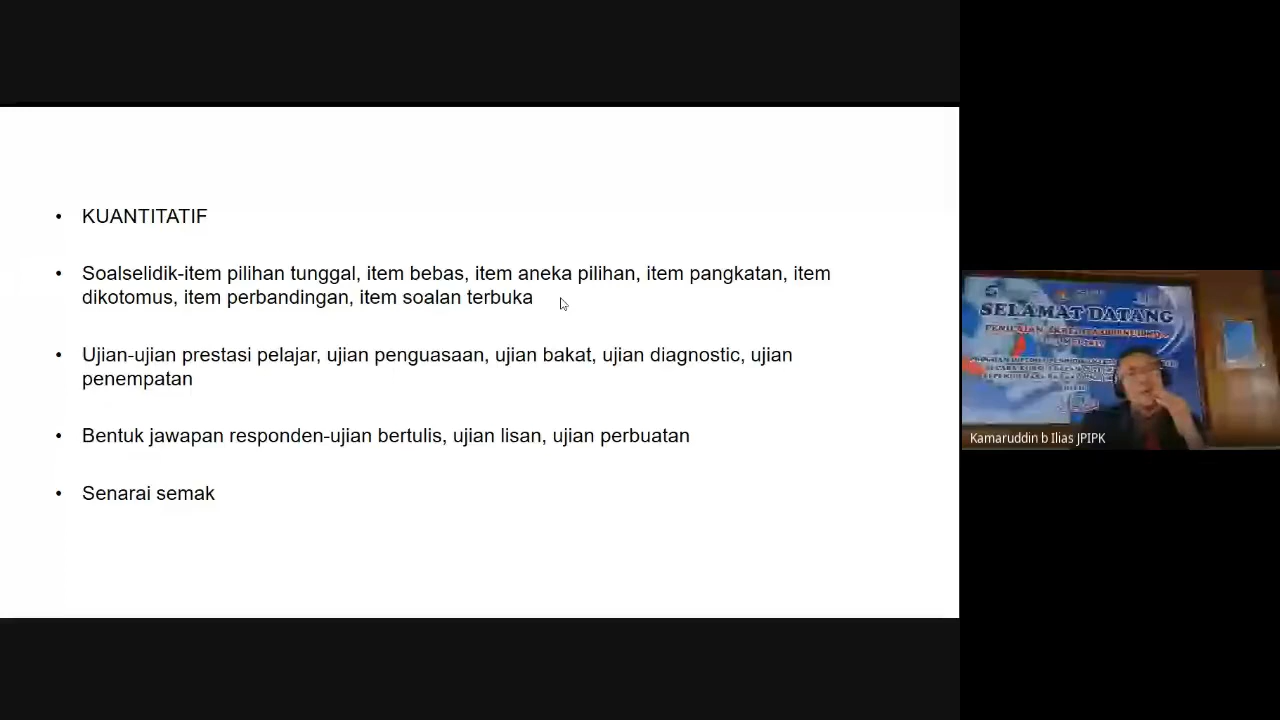 • KUANTITATIF
• Soalselidik-item pilihan tunggal, item bebas, item aneka pilihan, item pangkatan, item
dikotomus, item perbandingan, item soalan terbuka
• Ujian-ujian prestasi pelajar, ujian penguasaan, ujian bakat, ujian diagnostic, ujian
penempatan
• Bentuk jawapan responden-ujian bertulis, ujian lisan, ujian perbuatan
• Senarai semak
SELAMAT DATANG
Kamaruddin b Ilias JPIPK